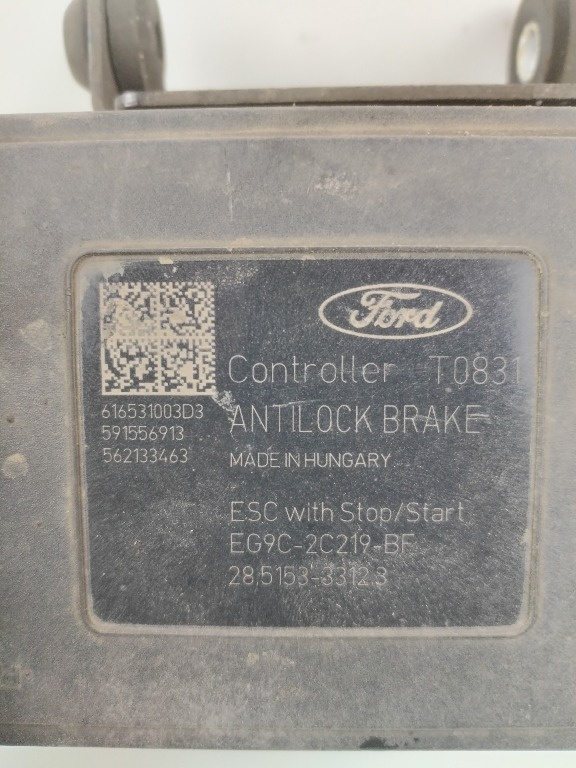 Ford
Controller T0831
616531003D3
ANTILOCK BRAKE
591556913
562133463
MADE IN HUNGARY
ESC with Stop/Start
EG9C-2C219-BF
28.5153-3312.3